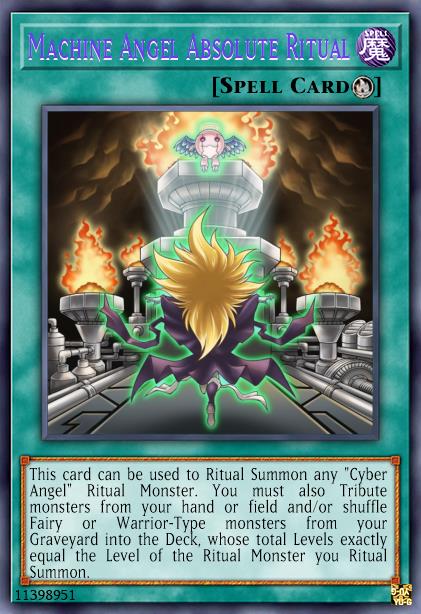 Machine Angel Absolute Ritual
SPELL
魔
[Spell Card]
This card can be used to Ritual Summon any "Cyber
Angel" Ritual Monster. You must also Tribute
monsters from your hand or field and/or shuffle
Fairy or Warrior-Type monsters from your
Graveyard into the Deck, whose total Levels exactly
equal the Level of the Ritual Monster you Ritual
Summon.
11398951